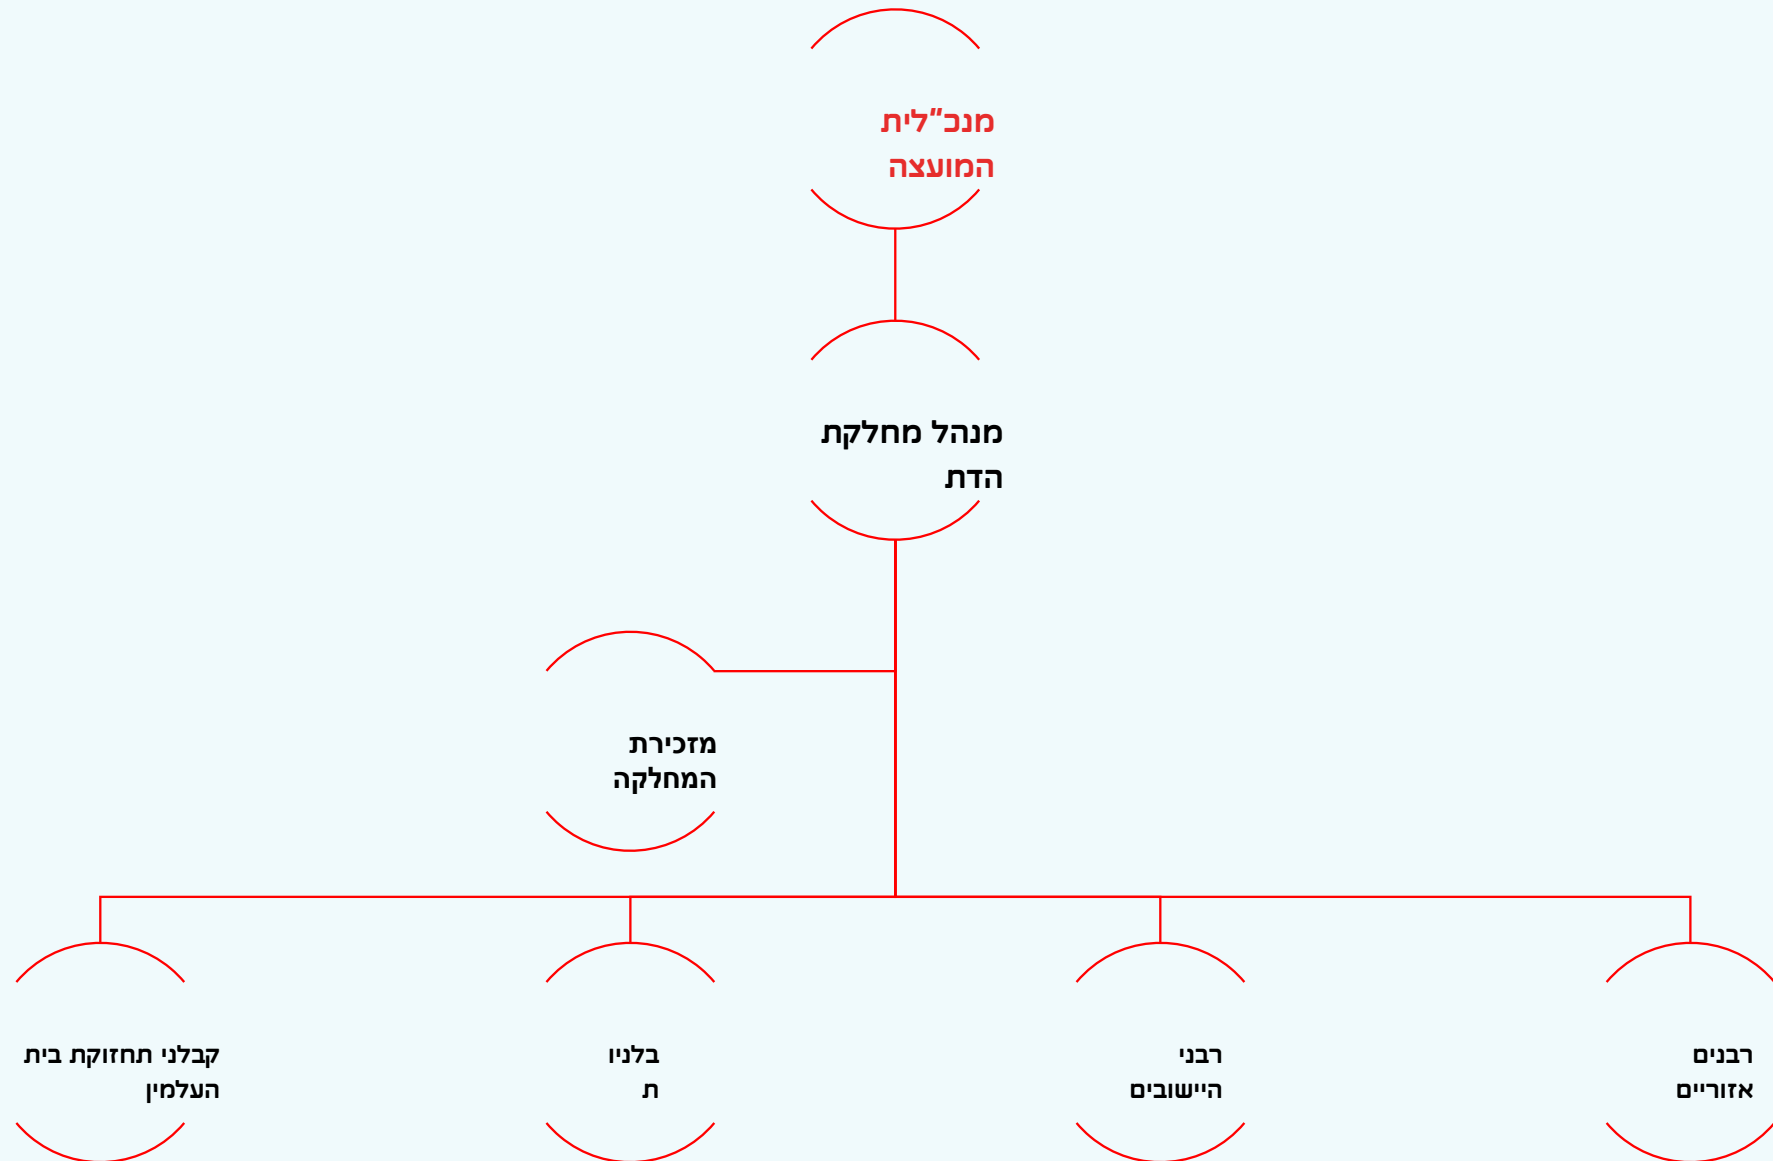 מנכ"לית
המועצה
מנהל מחלקת
הדת
מזכירת
המחלקה
רבנים
אזוריים
רבני
היישובים
בלניו
ת
קבלני תחזוקת בית
העלמין